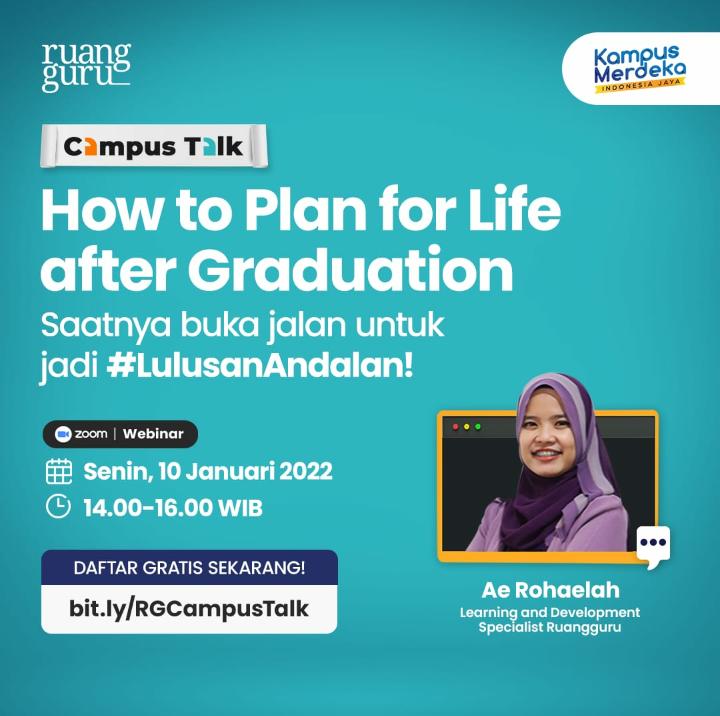 ruang
guru
Kampus
Merdeka
INDONESIA JAYA
Campus Talk
How to Plan for Life
after Graduation
Saatnya buka jalan untuk
jadi #LulusanAndalan!
zoom | Webinar
Senin, 10 Januari 2022
14.00-16.00 WIB
DAFTAR GRATIS SEKARANG!
bit.ly/RGCampusTalk
Ae Rohaelah
Learning and Development
Specialist Ruangguru